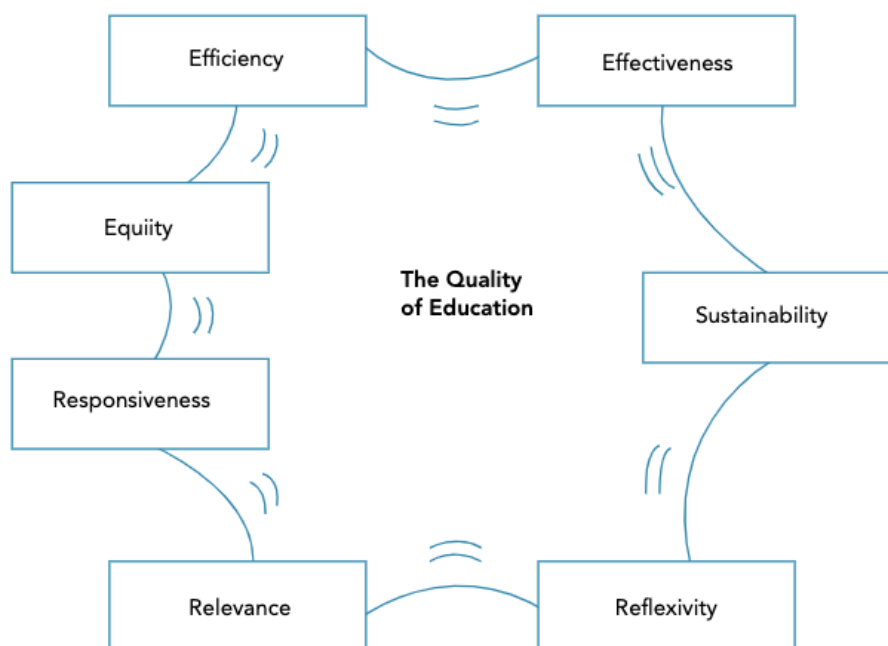 Efficiency
Effectiveness
Equiity
The Quality
of Education
Sustainability
Responsiveness
Relevance
Reflexivity